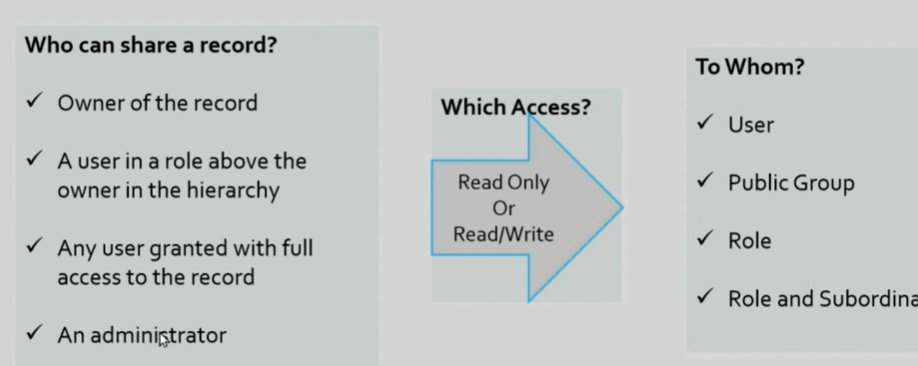 Who can share a record?
✓ Owner of the record
✓ A user in a role above the
owner in the hierarchy
✓ Any user granted with full
access to the record
✓ An administrator
Which Access?
Read Only
Or
Read/Write
To Whom?
✓ User
✓ Public Group
✓ Role
✓ Role and Subordina